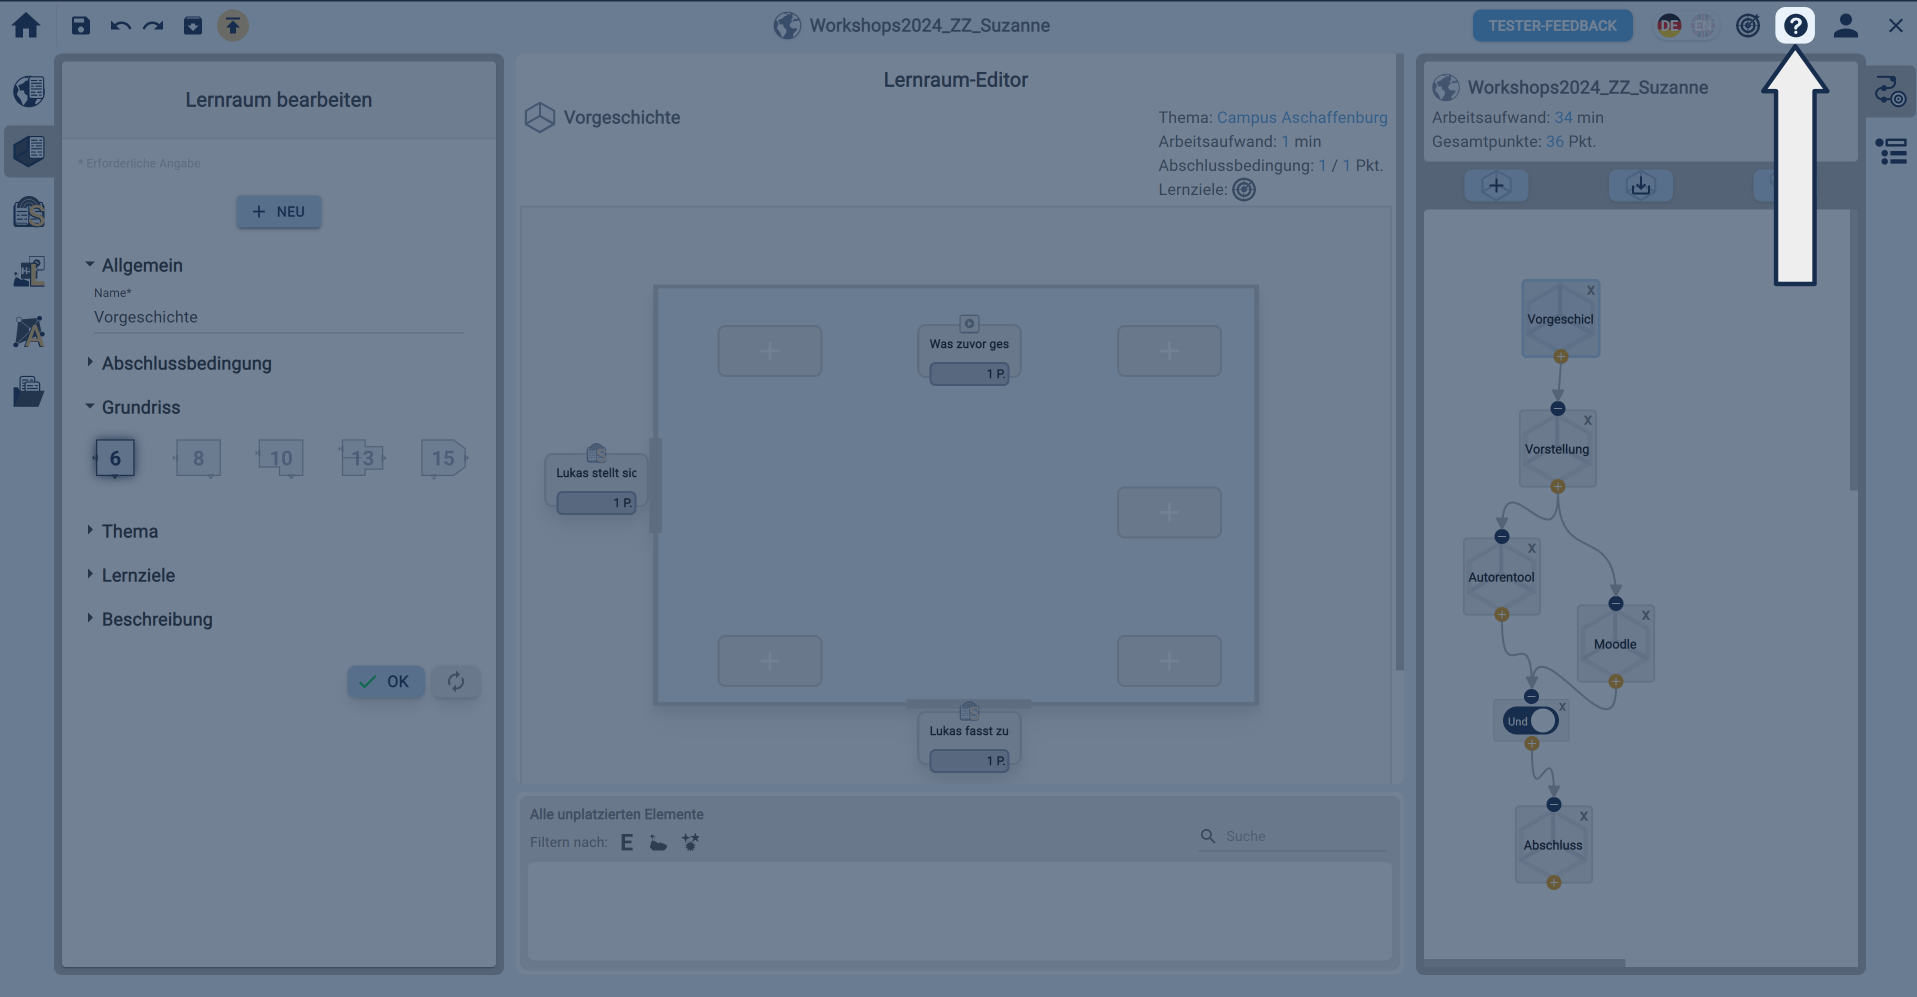 Workshops2024_ZZ_Suzanne
TESTER-FEEDBACK
DE
EN
?
Lernraum bearbeiten
* Erforderliche Angabe
+ NEU
Allgemein
Name*
Vorgeschichte
Abschlussbedingung
Grundriss
6 8 10 13 15
Thema
Lernziele
Beschreibung
OK
Lernraum-Editor
Vorgeschichte
Thema: Campus Aschaffenburg
Arbeitsaufwand: 1 min
Abschlussbedingung: 1 / 1 Pkt.
Lernziele:
Was zuvor ges
1 P.
Lukas stellt sic
1 P.
Lukas fasst zu
1 P.
Alle unplatzierten Elemente
Filtern nach: E
Suche
Workshops2024_ZZ_Suzanne
Arbeitsaufwand: 34 min
Gesamtpunkte: 36 Pkt.
X
Vorgeschicl
X
Vorstellung
X
Autorentool
X
Moodle
X
Und
X
Abschluss